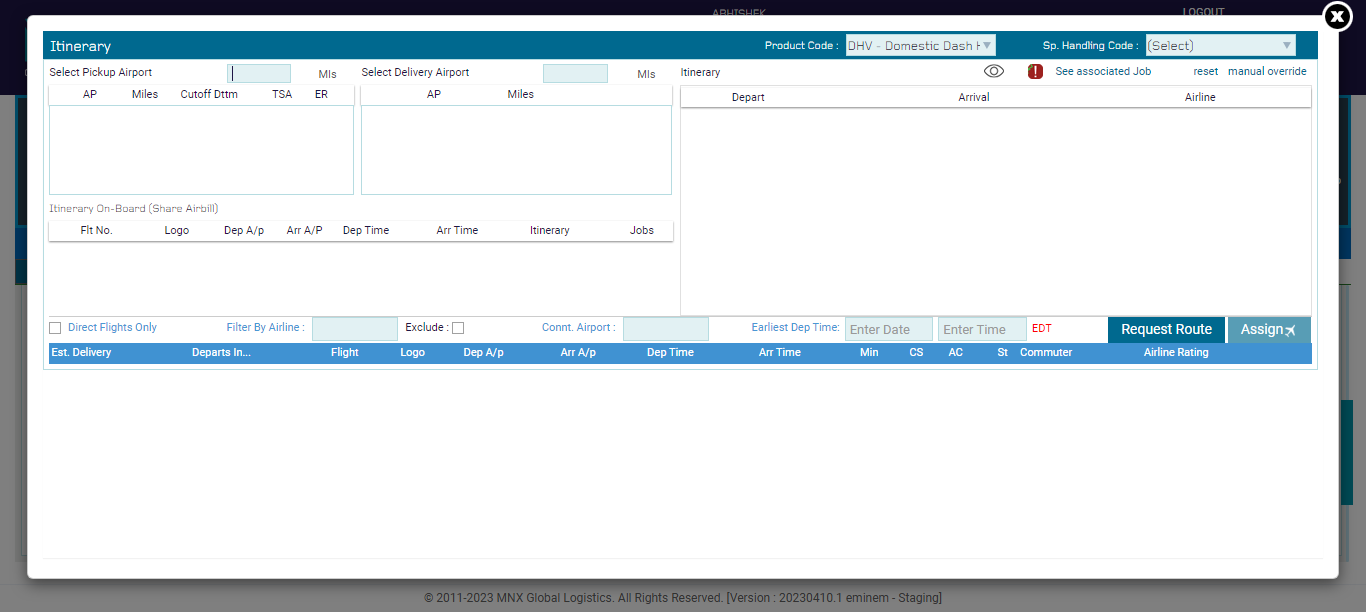 ABHISHEK LOGOUT
Itinerary Product Code : DHV - Domestic Dash Sp. Handling Code : (Select)
Select Pickup Airport MIs Select Delivery Airport MIs Itinerary See associated Job reset manual override
AP Miles Cutoff Dttm TSA ER AP Miles Depart Arrival Airline
Itinerary On-Board (Share Airbill)
Flt No. Logo Dep A/p Arr A/P Dep Time Arr Time Itinerary Jobs
Direct Flights Only Filter By Airline : Exclude : Connt. Airport : Earliest Dep Time: Enter Date Enter Time EDT Request Route Assign
Est. Delivery Departs In... Flight Logo Dep A/p Arr A/p Dep Time Arr Time Min CS AC St Commuter Airline Rating
© 2011-2023 MNX Global Logistics. All Rights Reserved. [Version : 20230410.1 eminem - Staging]